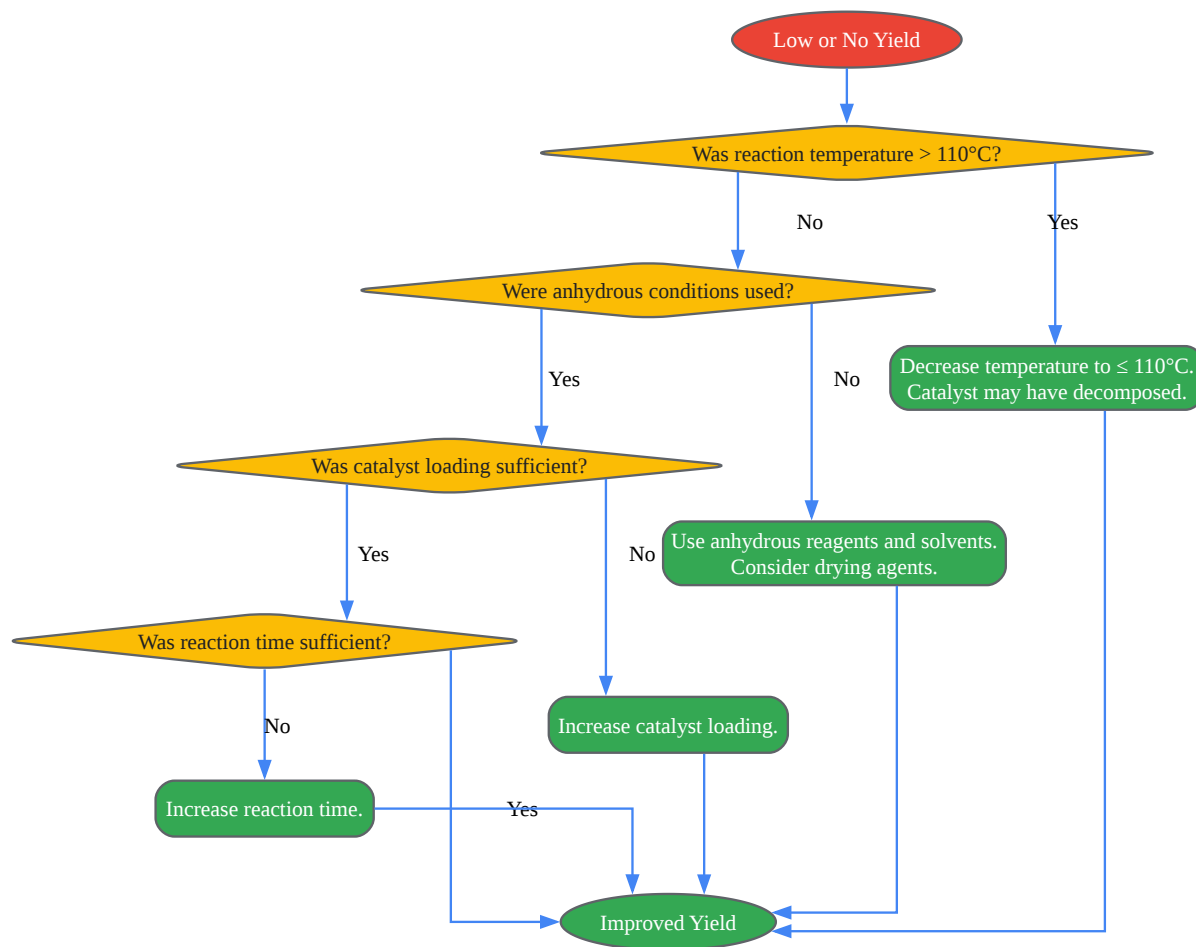 Low or No Yield
Was reaction temperature > 110°C?
No
Yes
Were anhydrous conditions used?
Decrease temperature to ≤ 110°C.
Catalyst may have decomposed.
Yes
No
Was catalyst loading sufficient?
Use anhydrous reagents and solvents.
Consider drying agents.
Yes
No
Was reaction time sufficient?
Increase catalyst loading.
No
Increase reaction time.
Yes
Improved Yield